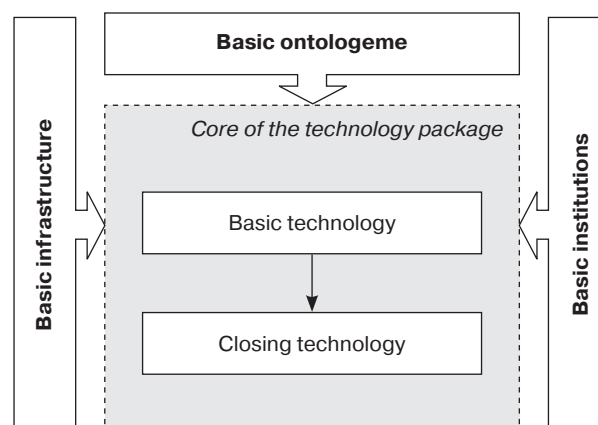 Basic ontologeme
Core of the technology package
Basic infrastructure
Basic technology
Basic institutions
Closing technology